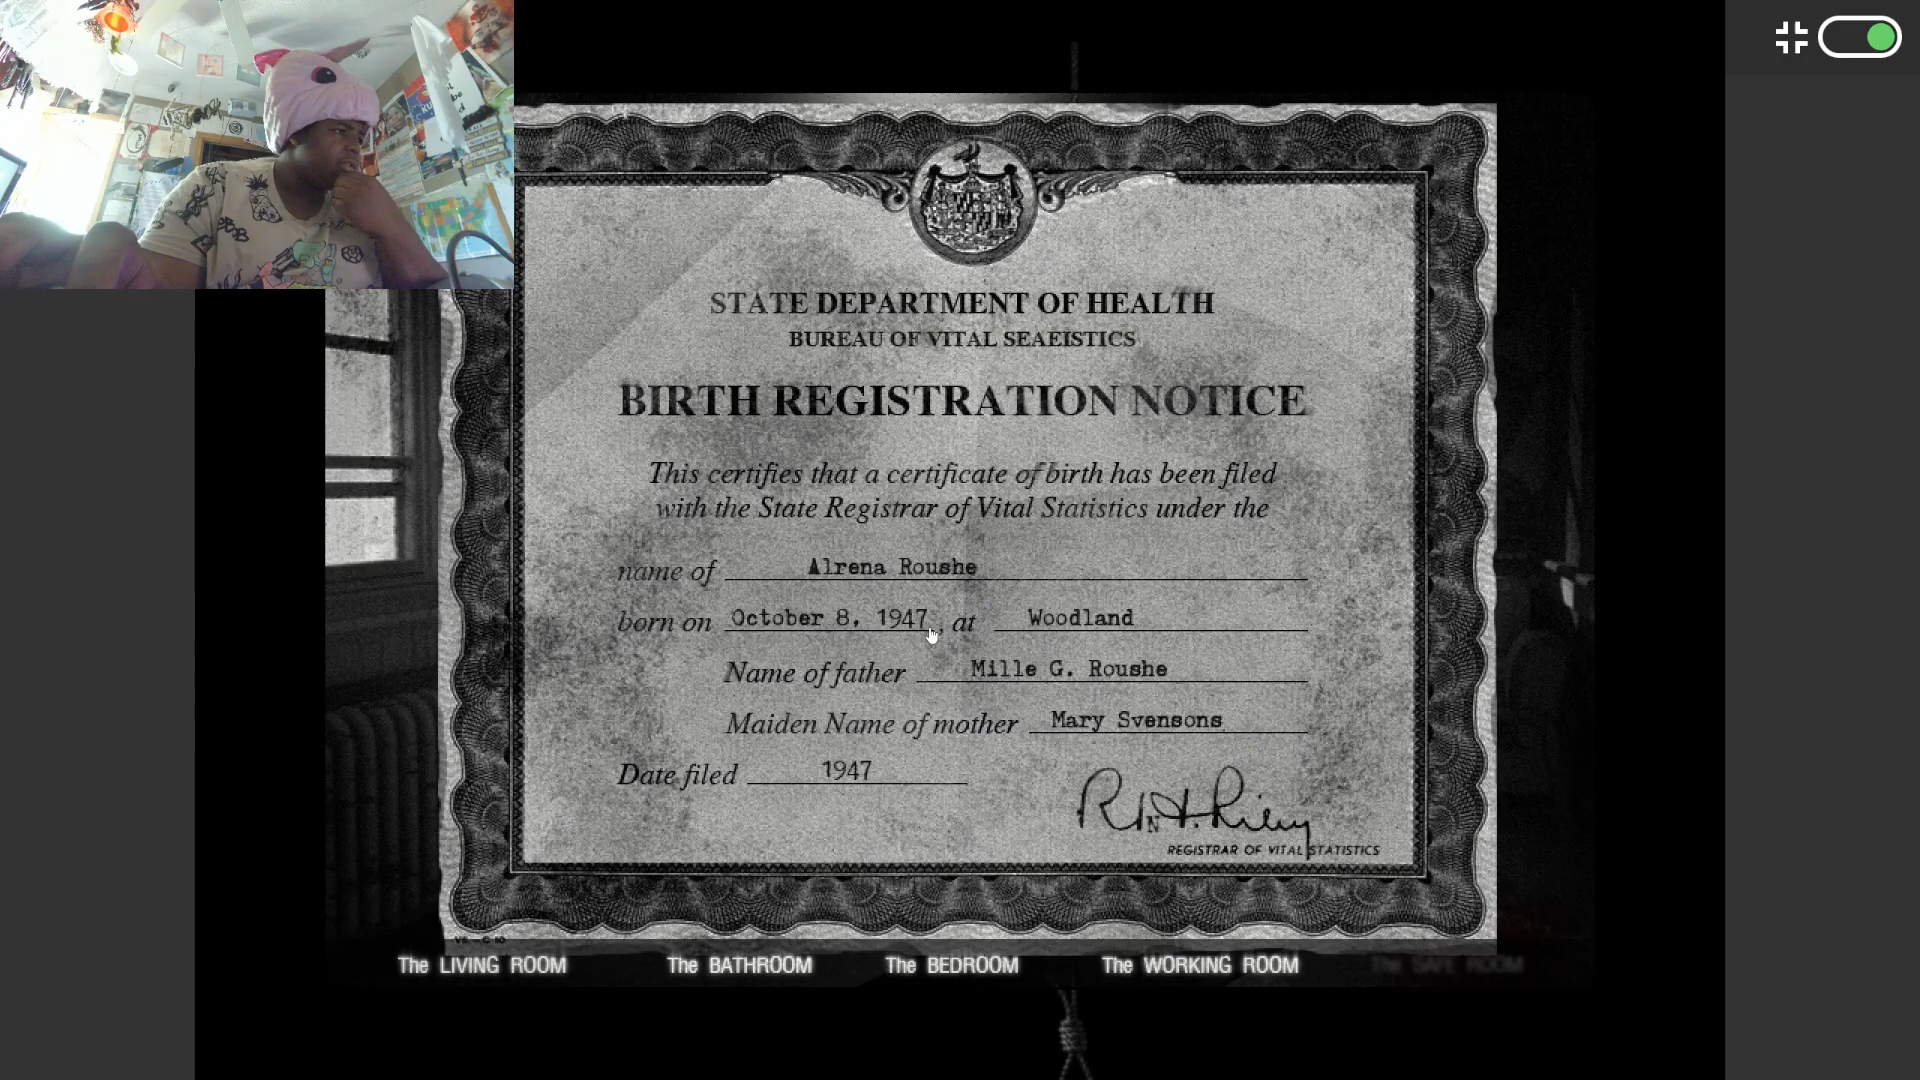 STATE DEPARTMENT OF HEALTH
BUREAU OF VITAL SEAEISTICS
BIRTH REGISTRATION NOTICE
This certifies that a certificate of birth has been filed
with the State Registrar of Vital Statistics under the
name of Alrena Roushe
born on October 8, 1947, at Woodland
Name of father Mille G. Roushe
Maiden Name of mother Mary Svensons
Date filed 1947
REGISTRAR OF VITAL STATISTICS
The LIVING ROOM The BATHROOM The BEDROOM The WORKING ROOM The SAFE ROOM